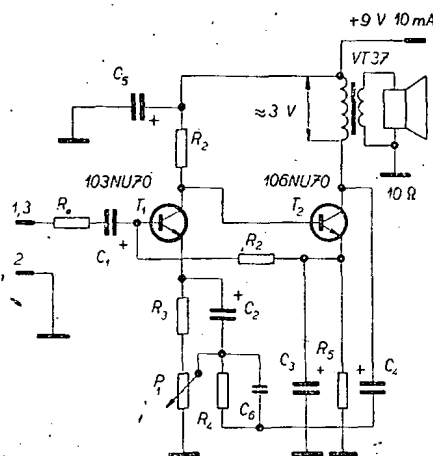 +9 V 10 mA
VT37
C5
+
≈3 V
R2
103NU70
106NU70
10 Ω
1,3
R0
T1
T2
C1
+
R2
2
R3
+
C2
P1
R4
C6
C3
+
R5
+
C4